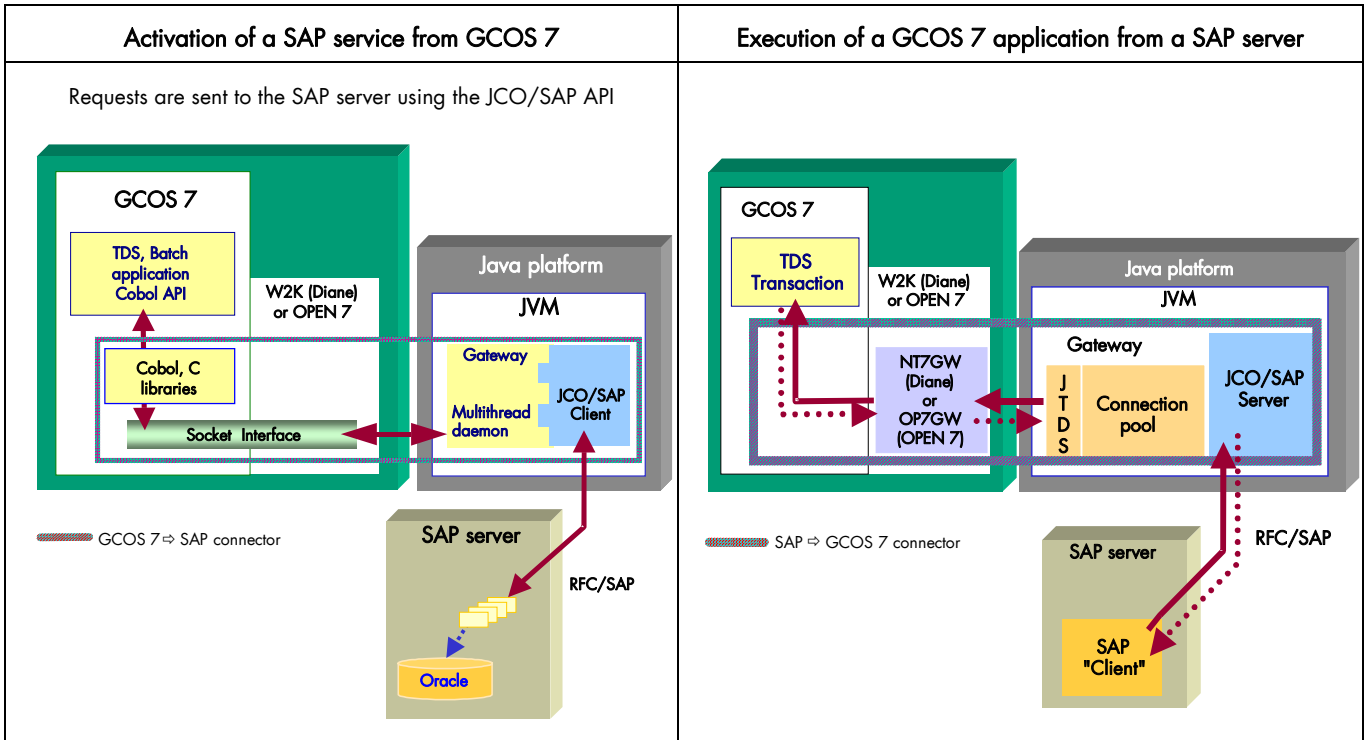 Activation of a SAP service from GCOS 7
Requests are sent to the SAP server using the JCO/SAP API
GCOS 7
TDS, Batch
application
Cobol API
W2K (Diane)
or OPEN 7
Cobol, C
libraries
Socket Interface
Java platform
JVM
Gateway
Multithread
daemon
JCO/SAP
Client
GCOS 7 ⇨ SAP connector
SAP server
RFC/SAP
Oracle
Execution of a GCOS 7 application from a SAP server
GCOS 7
TDS
Transaction
W2K (Diane)
or OPEN 7
NT7GW
(Diane)
or
OP7GW
(OPEN 7)
Java platform
JVM
Gateway
J
T
D
S
Connection
pool
JCO/SAP
Server
SAP ⇨ GCOS 7 connector
SAP server
RFC/SAP
SAP
"Client"